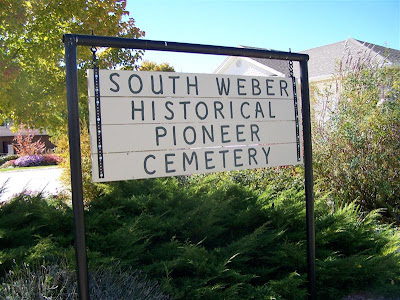 SOUTH WEBER
HISTORICAL
PIONEER
CEMETERY